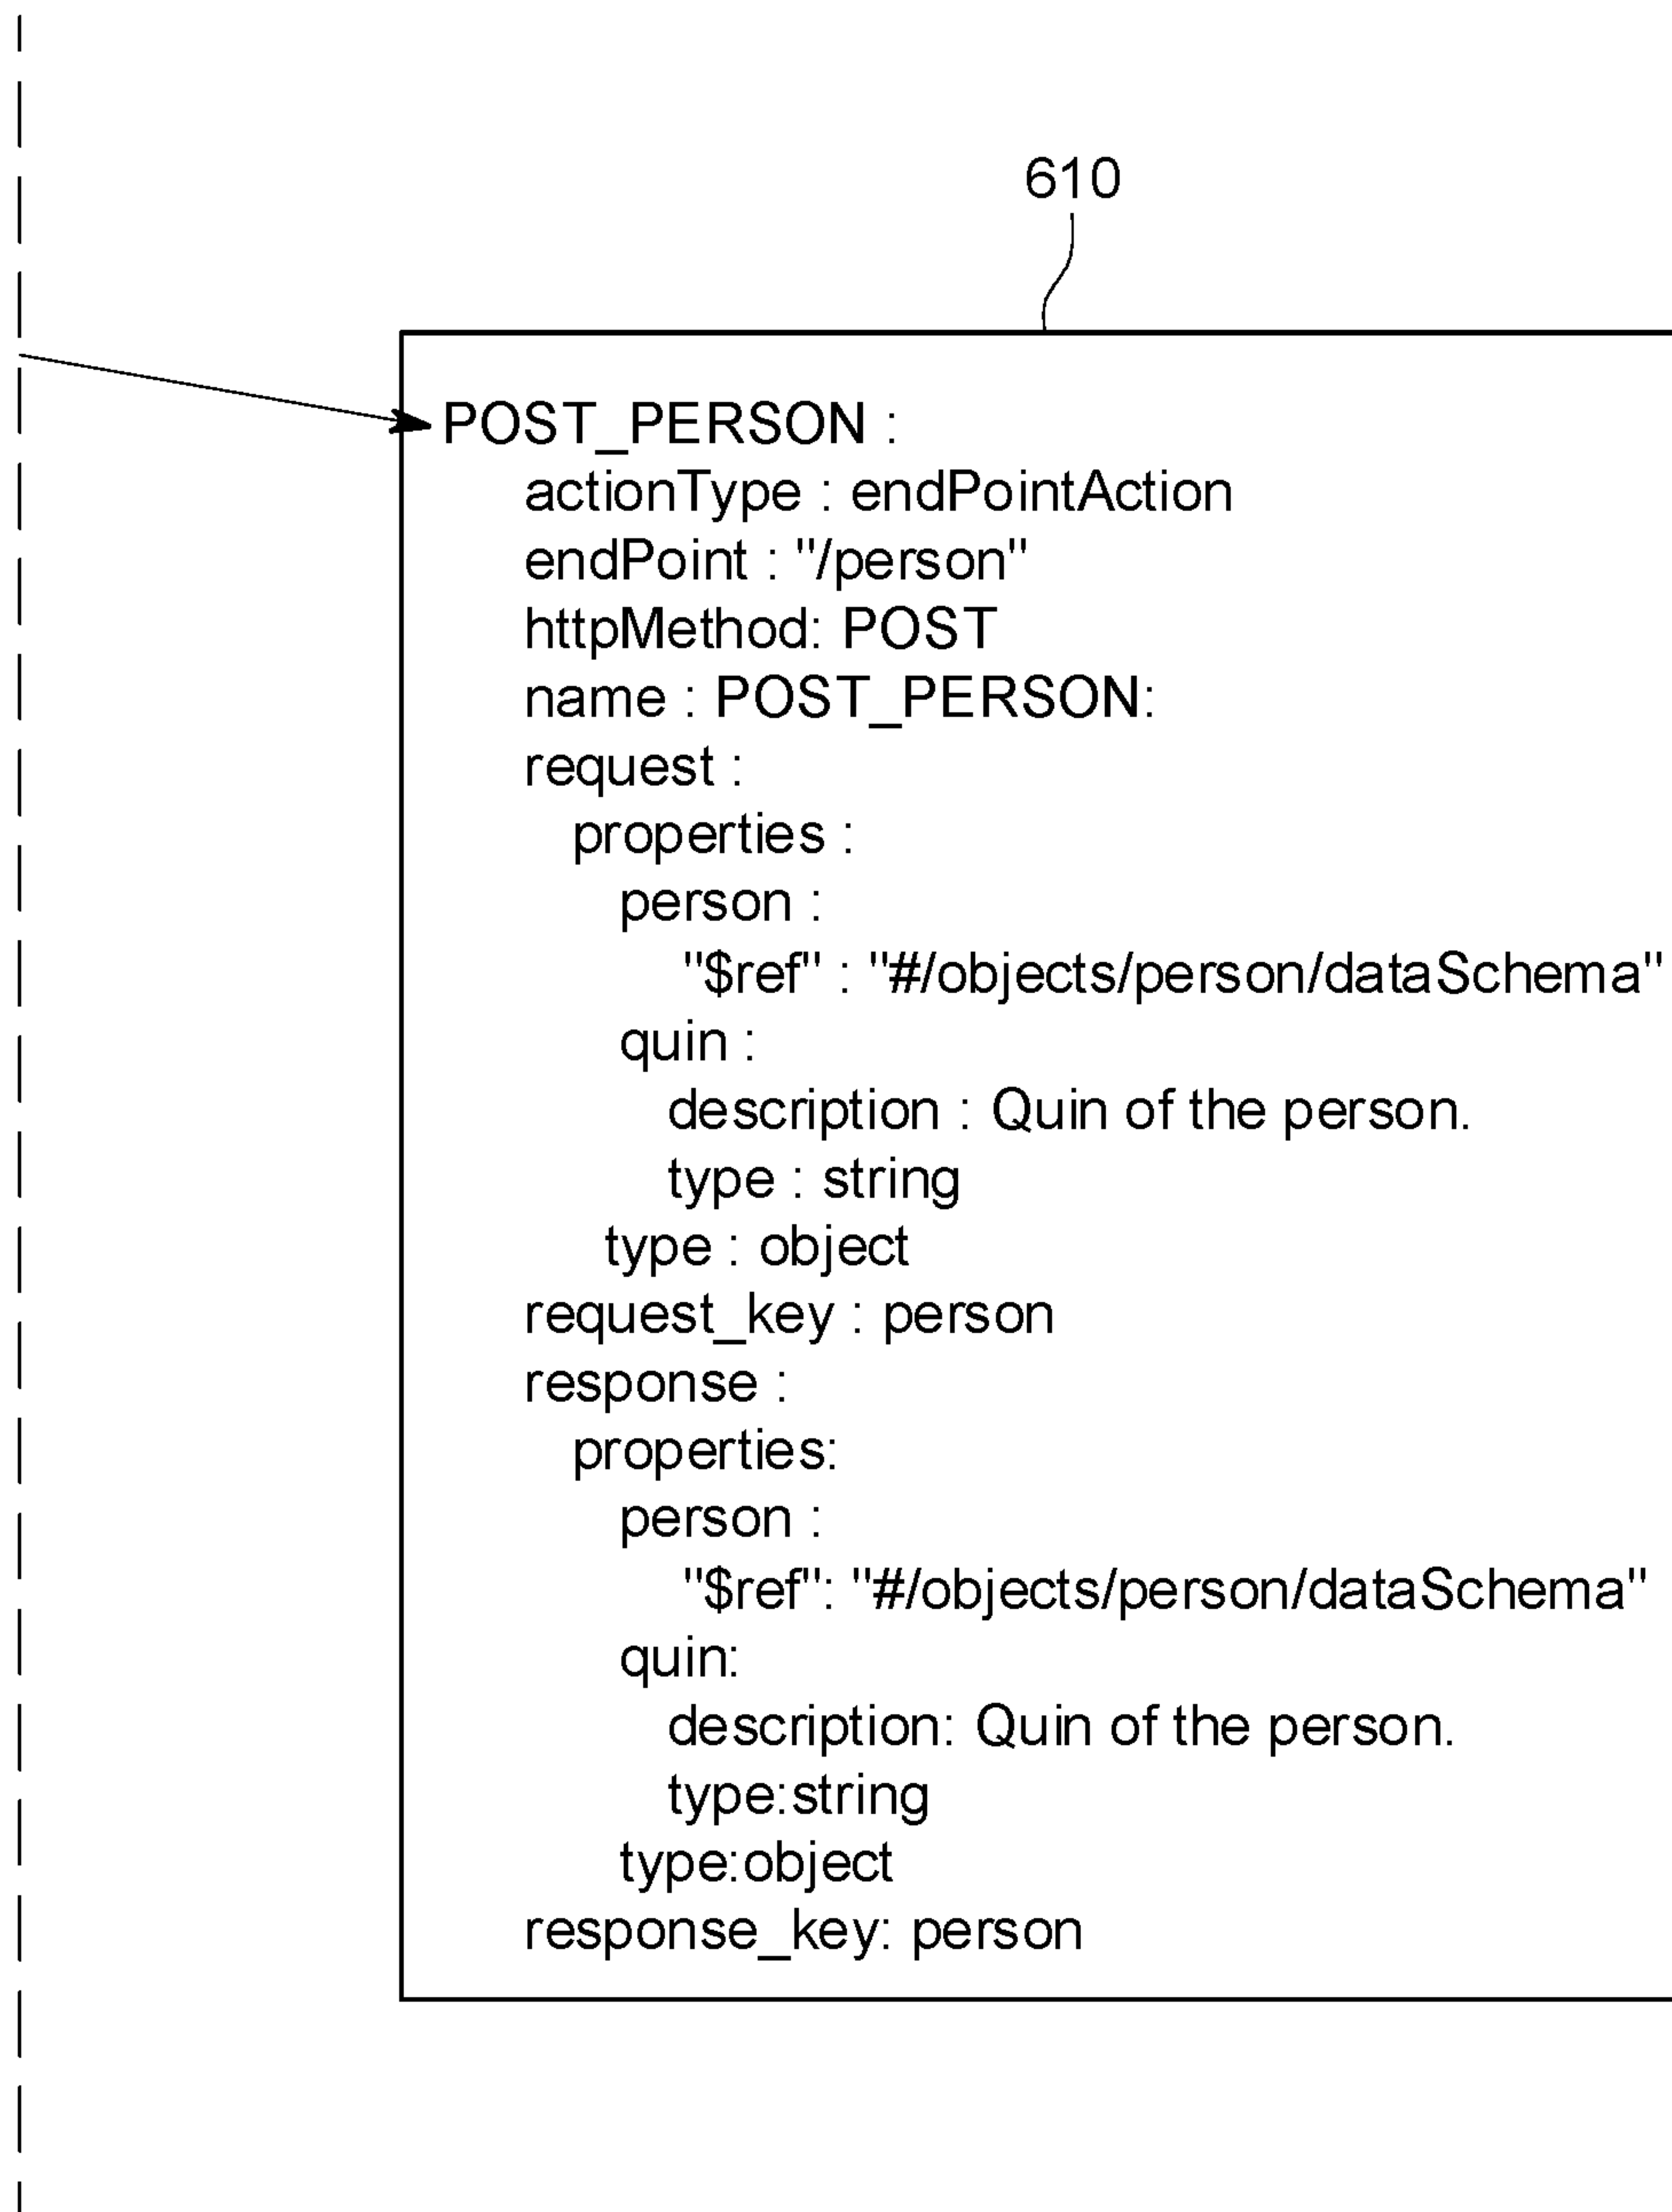 610
POST_PERSON :
actionType : endPointAction
endPoint : "/person"
httpMethod: POST
name : POST_PERSON:
request :
properties :
person :
"$ref" : "#/objects/person/dataSchema"
quin :
description : Quin of the person.
type : string
type : object
request_key : person
response :
properties:
person :
"$ref": "#/objects/person/dataSchema"
quin:
description: Quin of the person.
type:string
type:object
response_key: person